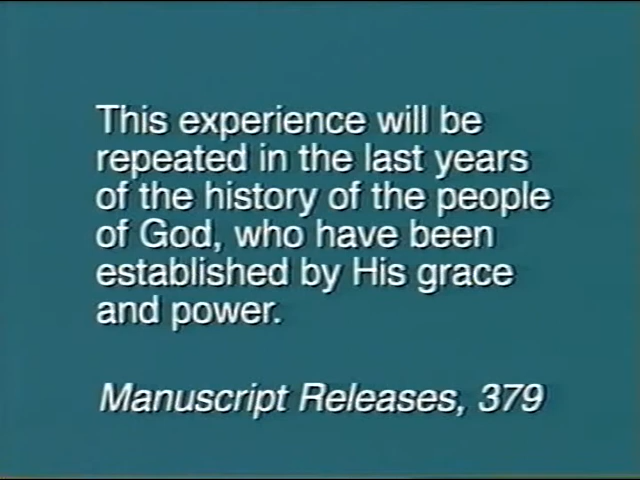 This experience will be
repeated in the last years
of the history of the people
of God, who have been
established by His grace
and power.
Manuscript Releases, 379